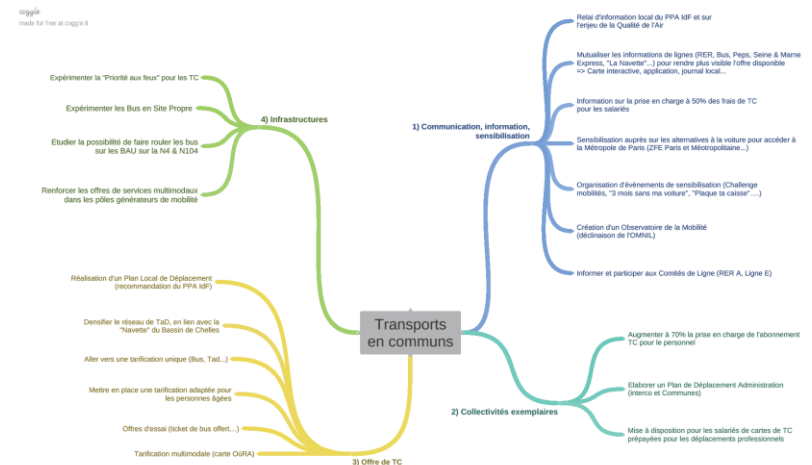 coggle
made for free at coggle.it
Transports
en communs
1) Communication, information,
sensibilisation
Relai d'information local du PPA IdF et sur
l'enjeu de la Qualité de l'Air
Mutualiser les informations de lignes (RER, Bus, Peps, Seine & Marne
Express, "La Navette"...) pour rendre plus visible l'offre disponible
=> Carte interactive, application, journal local...
Information sur la prise en charge à 50% des frais de TC
pour les salariés
Sensibilisation auprès sur les alternatives à la voiture pour accéder à
la Métropole de Paris (ZFE Paris et Méotropolitaine...)
Organisation d'évènements de sensibilisation (Challenge
mobilités, "3 mois sans ma voiture", "Plaque ta caisse"....)
Création d'un Observatoire de la Mobilité
(déclinaison de l'OMNIL)
Informer et participer aux Comités de Ligne (RER A, Ligne E)
2) Collectivités exemplaires
Augmenter à 70% la prise en charge de l'abonnement
TC pour le personnel
Elaborer un Plan de Déplacement Administration
(interco et Communes)
Mise à disposition pour les salariés de cartes de TC
prépayées pour les déplacements professionnels
3) Offre de TC
Réalisation d'un Plan Local de Déplacement
(recommandation du PPA IdF)
Densifier le réseau de TaD, en lien avec la
"Navette" du Bassin de Chelles
Aller vers une tarification unique (Bus, Tad...)
Mettre en place une tarification adaptée pour
les personnes âgées
Offres d'essai (ticket de bus offert…)
Tarification multimodale (carte OùRA)
4) Infrastructures
Expérimenter la "Priorité aux feux" pour les TC
Expérimenter les Bus en Site Propre
Etudier la possibilité de faire rouler les bus
sur les BAU sur la N4 & N104
Renforcer les offres de services multimodaux
dans les pôles générateurs de mobilité